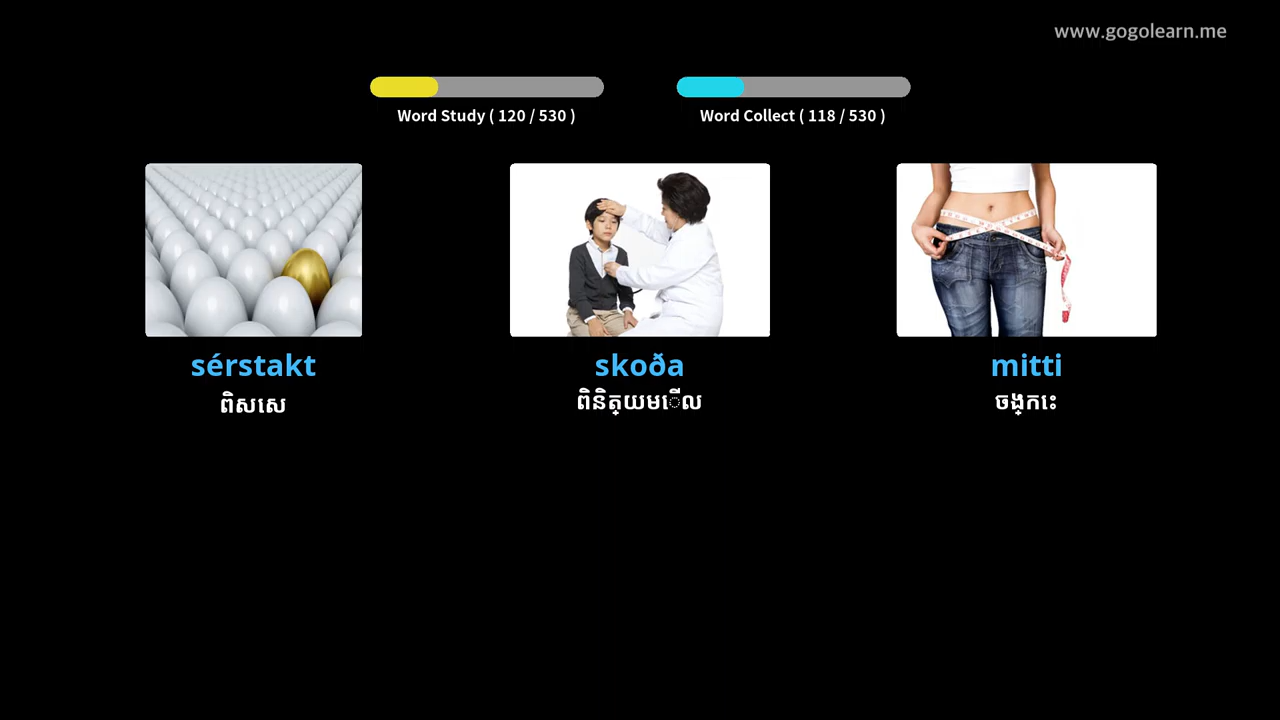 www.gogolearn.me
Word Study ( 120 / 530 )
Word Collect ( 118 / 530 )
sérstakt
skoða
mitti
ពិសសេ
ពិនិត្យមេើល
ចង្កេះ